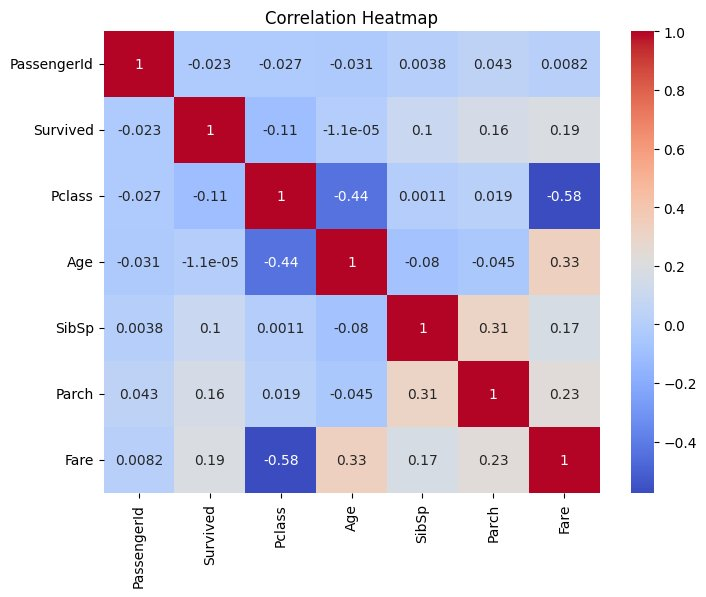 Correlation Heatmap
PassengerId 1 -0.023 -0.027 -0.031 0.0038 0.043 0.0082
Survived -0.023 1 -0.11 -1.1e-05 0.1 0.16 0.19
Pclass -0.027 -0.11 1 -0.44 0.0011 0.019 -0.58
Age -0.031 -1.1e-05 -0.44 1 -0.08 -0.045 0.33
SibSp 0.0038 0.1 0.0011 -0.08 1 0.31 0.17
Parch 0.043 0.16 0.019 -0.045 0.31 1 0.23
Fare 0.0082 0.19 -0.58 0.33 0.17 0.23 1
PassengerId Survived Pclass Age SibSp Parch Fare
1.0
0.8
0.6
0.4
0.2
0.0
−0.2
−0.4